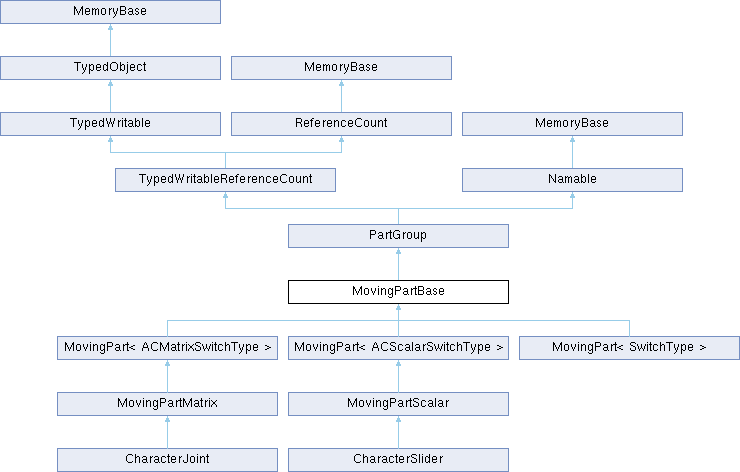 MemoryBase
TypedObject
MemoryBase
TypedWritable
ReferenceCount
MemoryBase
TypedWritableReferenceCount
Namable
PartGroup
MovingPartBase
MovingPart< ACMatrixSwitchType >
MovingPart< ACScalarSwitchType >
MovingPart< SwitchType >
MovingPartMatrix
MovingPartScalar
CharacterJoint
CharacterSlider